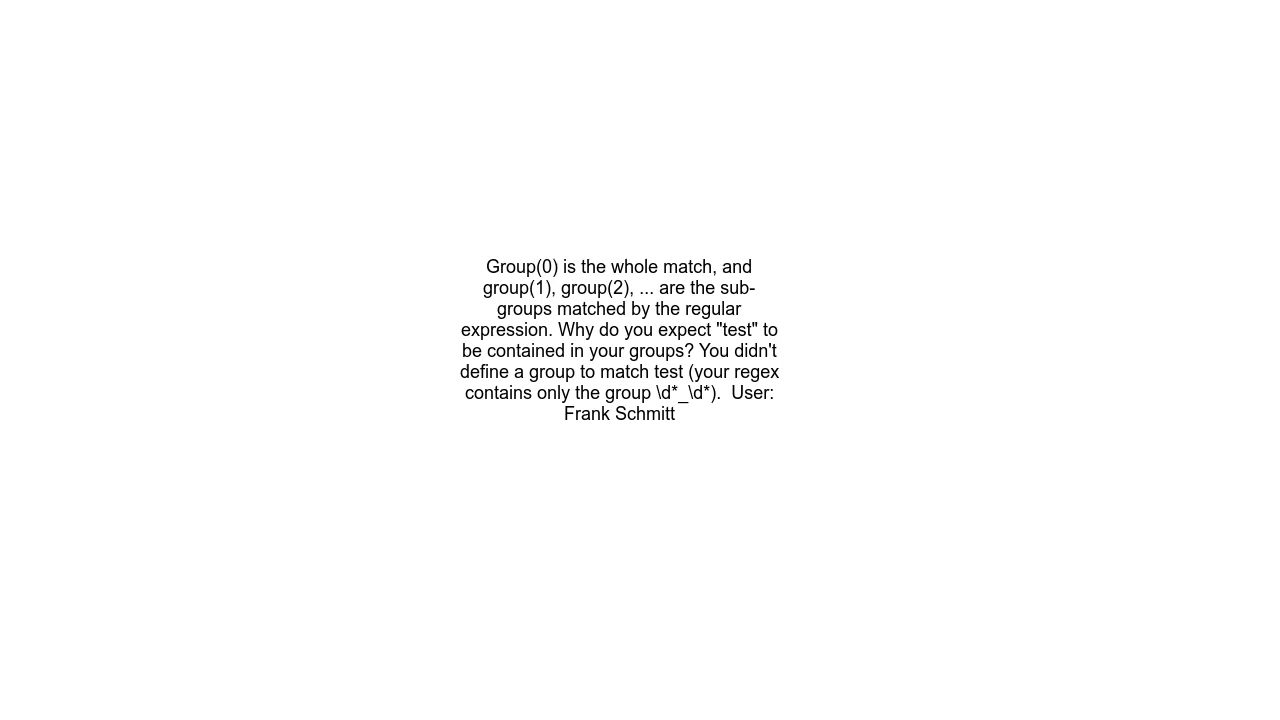 Group(0) is the whole match, and
group(1), group(2), ... are the sub-
groups matched by the regular
expression. Why do you expect "test" to
be contained in your groups? You didn't
define a group to match test (your regex
contains only the group \d*_\d*).  User:
Frank Schmitt